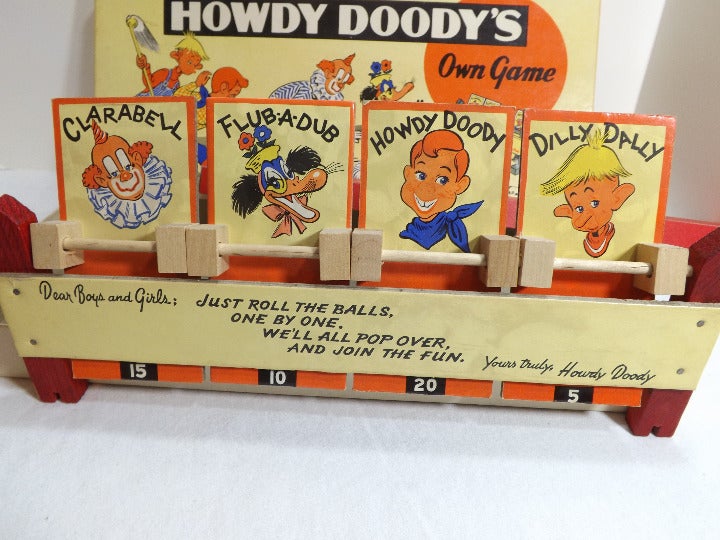 HOWDY DOODY'S
Own Game
CLARABELL
FLUB-A-DUB
HOWDY DOODY
DILLY DALLY
Dear Boys and Girls;
JUST ROLL THE BALLS,
ONE BY ONE.
WE'LL ALL POP OVER,
AND JOIN THE FUN.
Yours truly, Howdy Doody
15
10
20
5